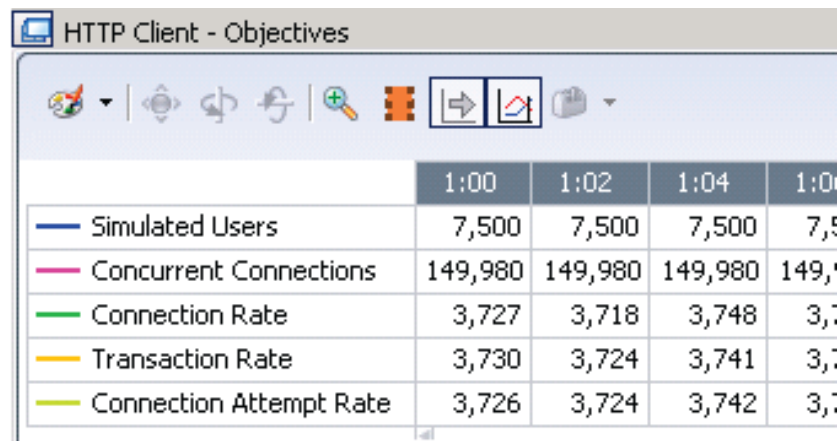 HTTP Client - Objectives
1:00 1:02 1:04
Simulated Users 7,500 7,500 7,500
Concurrent Connections 149,980 149,980 149,980
Connection Rate 3,727 3,718 3,748
Transaction Rate 3,730 3,724 3,741
Connection Attempt Rate 3,726 3,724 3,742